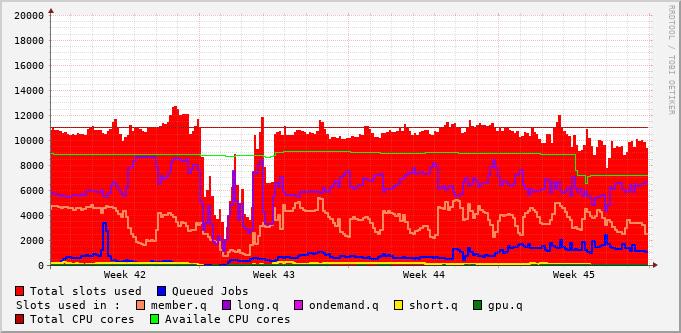 RRDTOOL / TOBI OETIKER
20000
18000
16000
14000
12000
10000
8000
6000
4000
2000
0
Week 42 Week 43 Week 44 Week 45
Total slots used Queued Jobs
Slots used in : member.q long.q ondemand.q short.q gpu.q
Total CPU cores Availale CPU cores